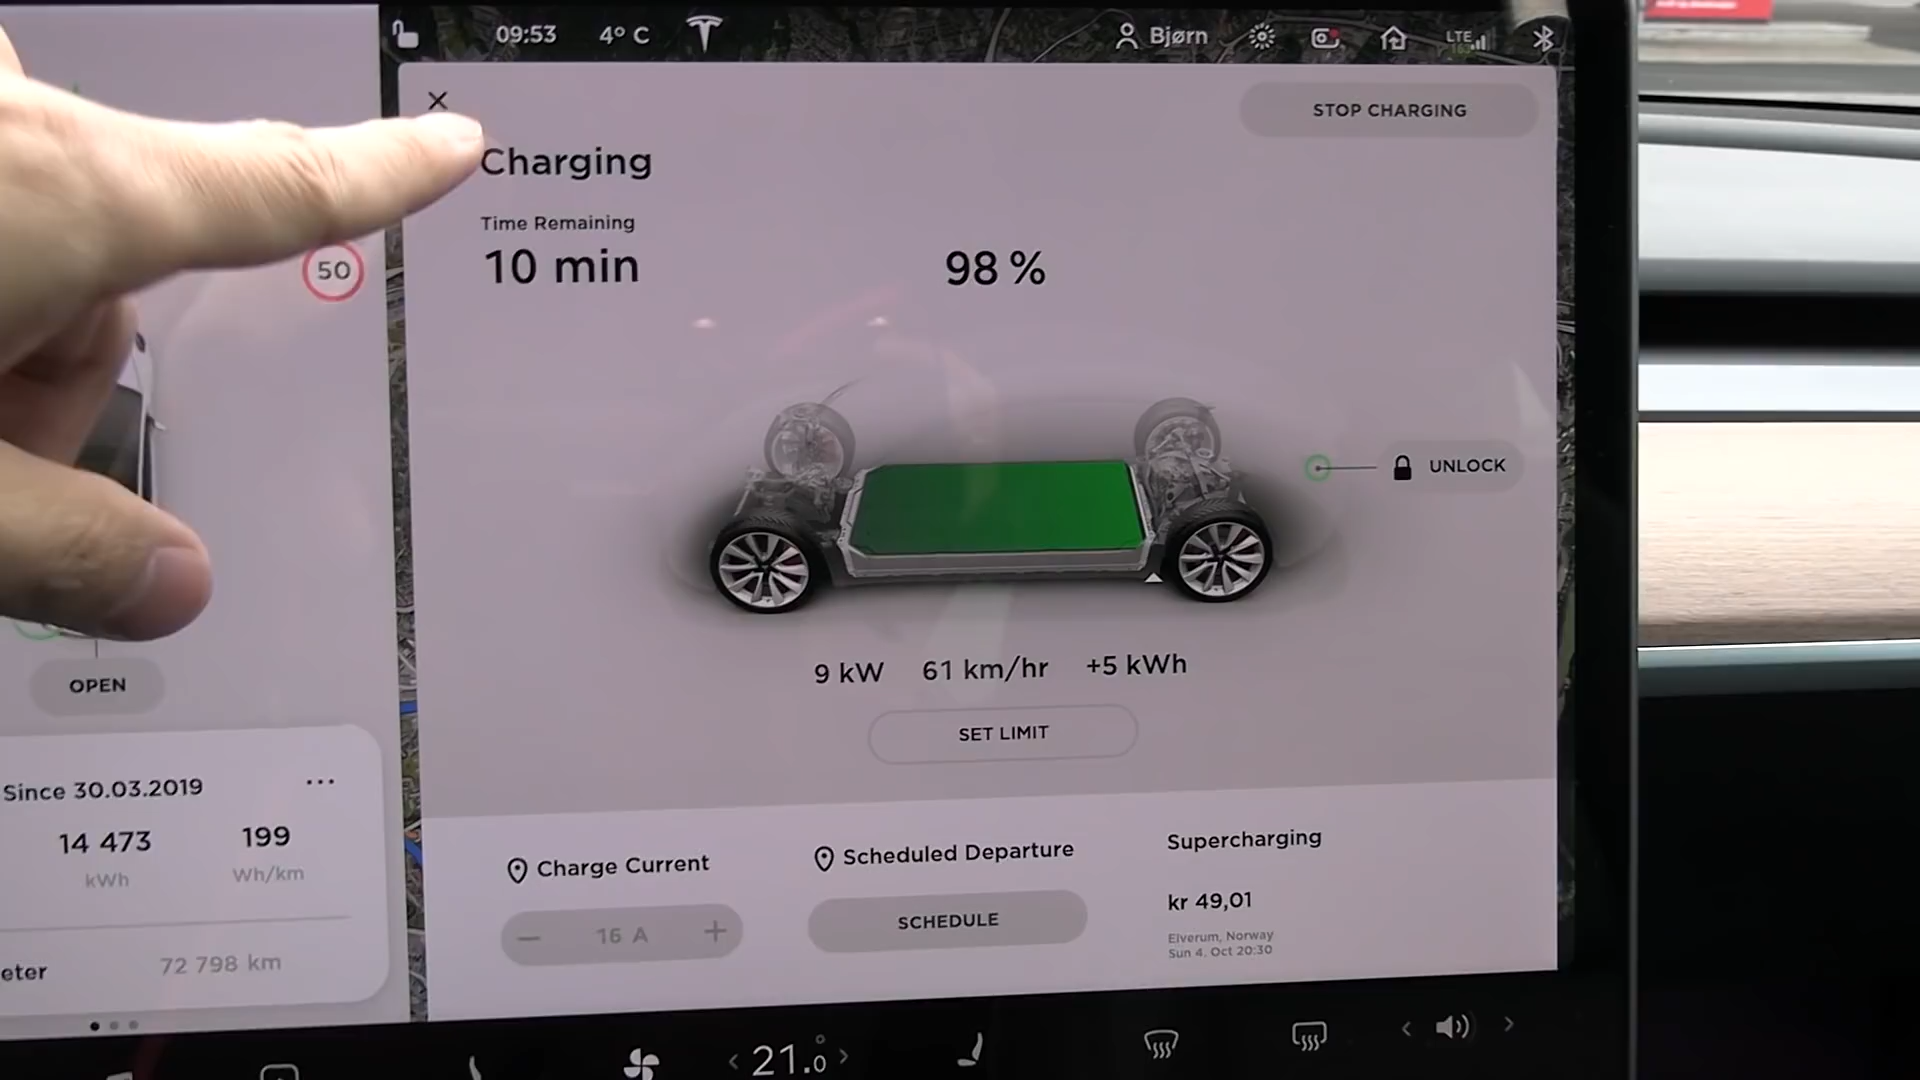 09:53
4° C
Bjørn
LTE
STOP CHARGING
Charging
Time Remaining
10 min
98 %
50
UNLOCK
9 kW 61 km/hr +5 kWh
SET LIMIT
OPEN
Since 30.03.2019
14 473 199
kWh Wh/km
eter 72 798 km
Charge Current
16 A
Scheduled Departure
SCHEDULE
Supercharging
kr 49,01
Elverum, Norway
Sun 4. Oct 20:30
21.0